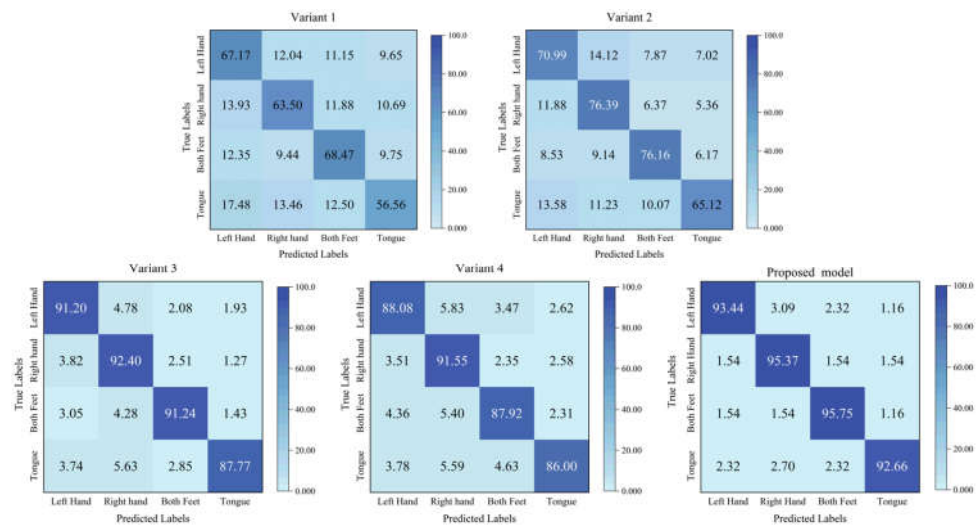 Variant 1
Variant 2
True Labels
Left Hand
67.17 12.04 11.15 9.65
Right hand
13.93 63.50 11.88 10.69
Both Feet
12.35 9.44 68.47 9.75
Tongue
17.48 13.46 12.50 56.56
Left Hand Right hand Both Feet Tongue
Predicted Labels
100.0
80.00
60.00
40.00
20.00
0.000
True Labels
Left Hand
70.99 14.12 7.87 7.02
Right hand
11.88 76.39 6.37 5.36
Both Feet
8.53 9.14 76.16 6.17
Tongue
13.58 11.23 10.07 65.12
Left Hand Right hand Both Feet Tongue
Predicted Labels
100.0
80.00
60.00
40.00
20.00
0.000
Variant 3
Variant 4
Proposed model
True Labels
Left Hand
91.20 4.78 2.08 1.93
Right hand
3.82 92.40 2.51 1.27
Both Feet
3.05 4.28 91.24 1.43
Tongue
3.74 5.63 2.85 87.77
Left Hand Right hand Both Feet Tongue
Predicted Labels
100.0
80.00
60.00
40.00
20.00
0.000
True Labels
Left Hand
88.08 5.83 3.47 2.62
Right hand
3.51 91.55 2.35 2.58
Both Feet
4.36 5.40 87.92 2.31
Tongue
3.78 5.59 4.63 86.00
Left Hand Right hand Both Feet Tongue
Predicted Labels
100.0
80.00
60.00
40.00
20.00
0.000
True Labels
Left Hand
93.44 3.09 2.32 1.16
Right hand
1.54 95.37 1.54 1.54
Both Feet
1.54 1.54 95.75 1.16
Tongue
2.32 2.70 2.32 92.66
Left Hand Right Hand Both Feet Tongue
Predicted Labels
100.0
80.00
60.00
40.00
20.00
0.000